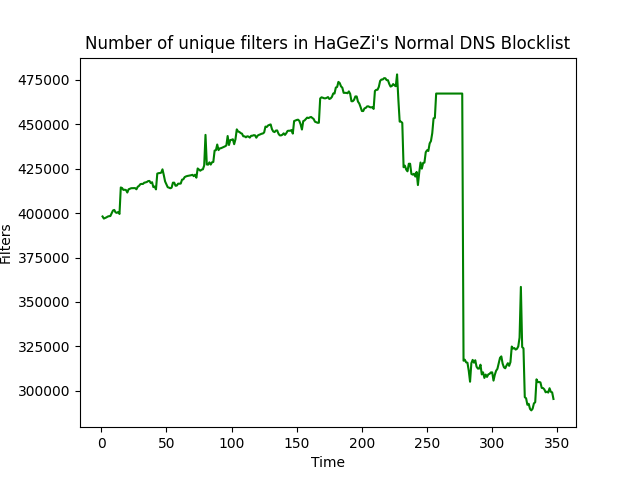 Number of unique filters in HaGeZi's Normal DNS Blocklist
475000
450000
425000
400000
375000
350000
325000
300000
Filters
0 50 100 150 200 250 300 350
Time